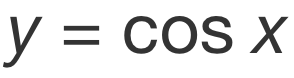 y = cos x